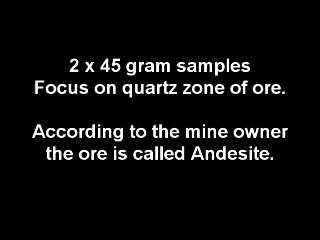 2 x 45 gram samples
Focus on quartz zone of ore.
According to the mine owner
the ore is called Andesite.